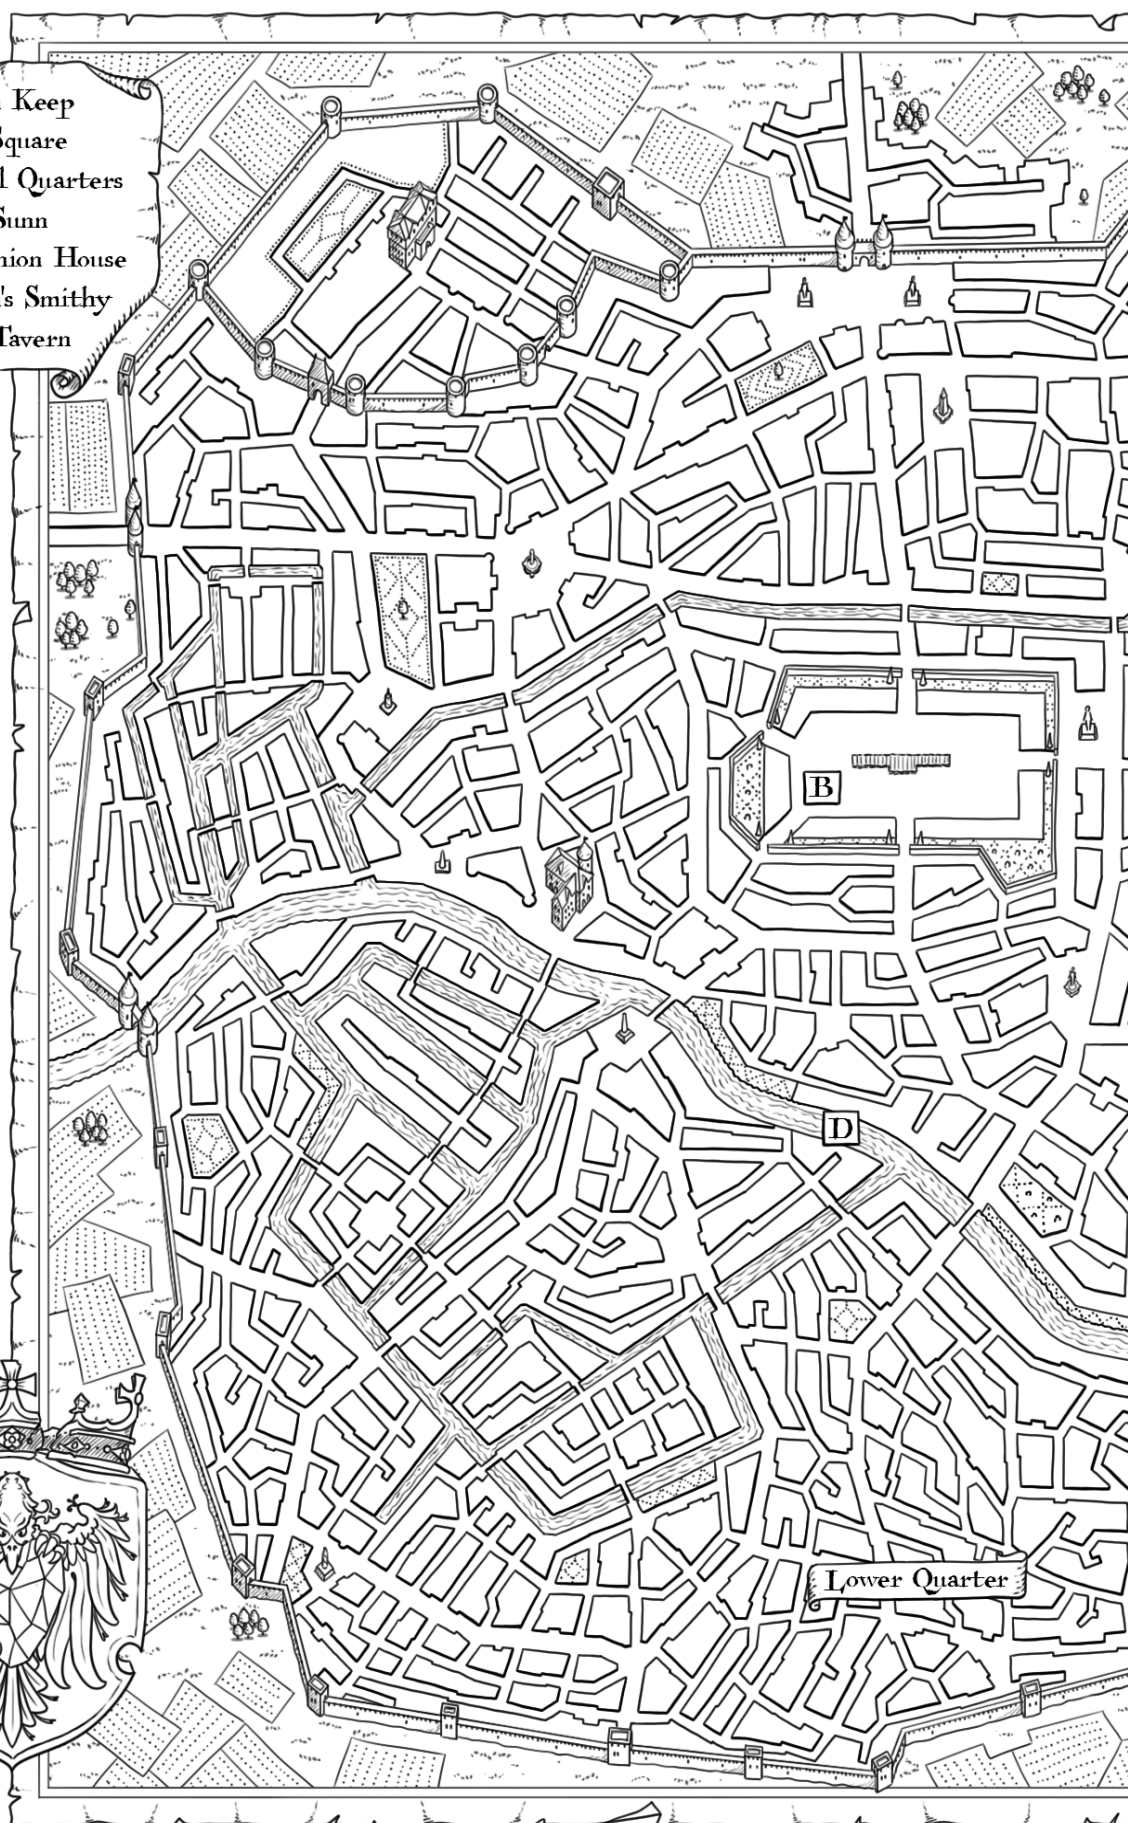 Keep
Square
Quarters
Sunn
House
's Smithy
Tavern
B
D
Lower Quarter